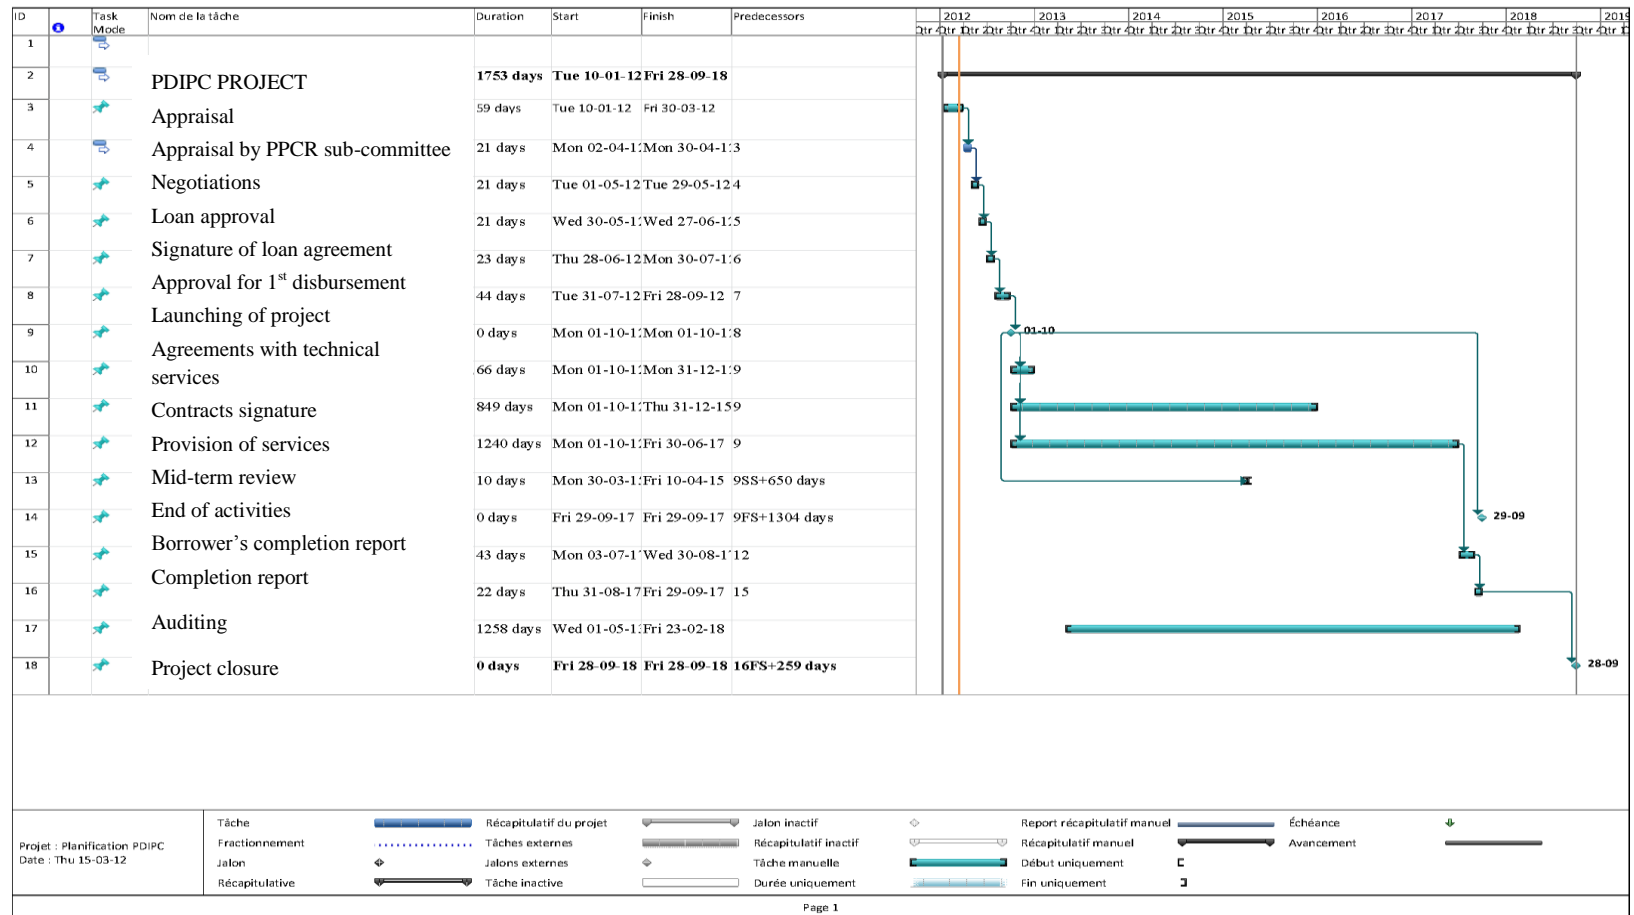 ID Task Mode Nom de la tâche Duration Start Finish Predecessors 2012 2013 2014 2015 2016 2017 2018 2019
1
2 PDIPC PROJECT 1753 days Tue 10-01-12 Fri 28-09-18
3 Appraisal 59 days Tue 10-01-12 Fri 30-03-12
4 Appraisal by PPCR sub-committee 21 days Mon 02-04-1 Mon 30-04-1 3
5 Negotiations 21 days Tue 01-05-12 Tue 29-05-12 4
6 Loan approval 21 days Wed 30-05-1 Wed 27-06-1 5
7 Signature of loan agreement 23 days Thu 28-06-12 Mon 30-07-1 6
8 Approval for 1st disbursement 44 days Tue 31-07-12 Fri 28-09-12 7
9 Launching of project 0 days Mon 01-10-1 Mon 01-10-1 8 01-10
10 Agreements with technical services 66 days Mon 01-10-1 Mon 31-12-1 9
11 Contracts signature 849 days Mon 01-10-1 Thu 31-12-15 9
12 Provision of services 1240 days Mon 01-10-1 Fri 30-06-17 9
13 Mid-term review 10 days Mon 30-03-1 Fri 10-04-15 9SS+650 days
14 End of activities 0 days Fri 29-09-17 Fri 29-09-17 9FS+1304 days 29-09
15 Borrower’s completion report 43 days Mon 03-07-1 Wed 30-08-1 12
16 Completion report 22 days Thu 31-08-17 Fri 29-09-17 15
17 Auditing 1258 days Wed 01-05-1 Fri 23-02-18
18 Project closure 0 days Fri 28-09-18 Fri 28-09-18 16FS+259 days 28-09
Projet : Planification PDIPC
Date : Thu 15-03-12
Tâche Récapitulatif du projet Jalon inactif Report récapitulatif manuel Échéance
Fractionnement Tâches externes Récapitulatif inactif Récapitulatif manuel Avancement
Jalon Jalons externes Tâche manuelle Début uniquement
Récapitulative Tâche inactive Durée uniquement Fin uniquement
Page 1